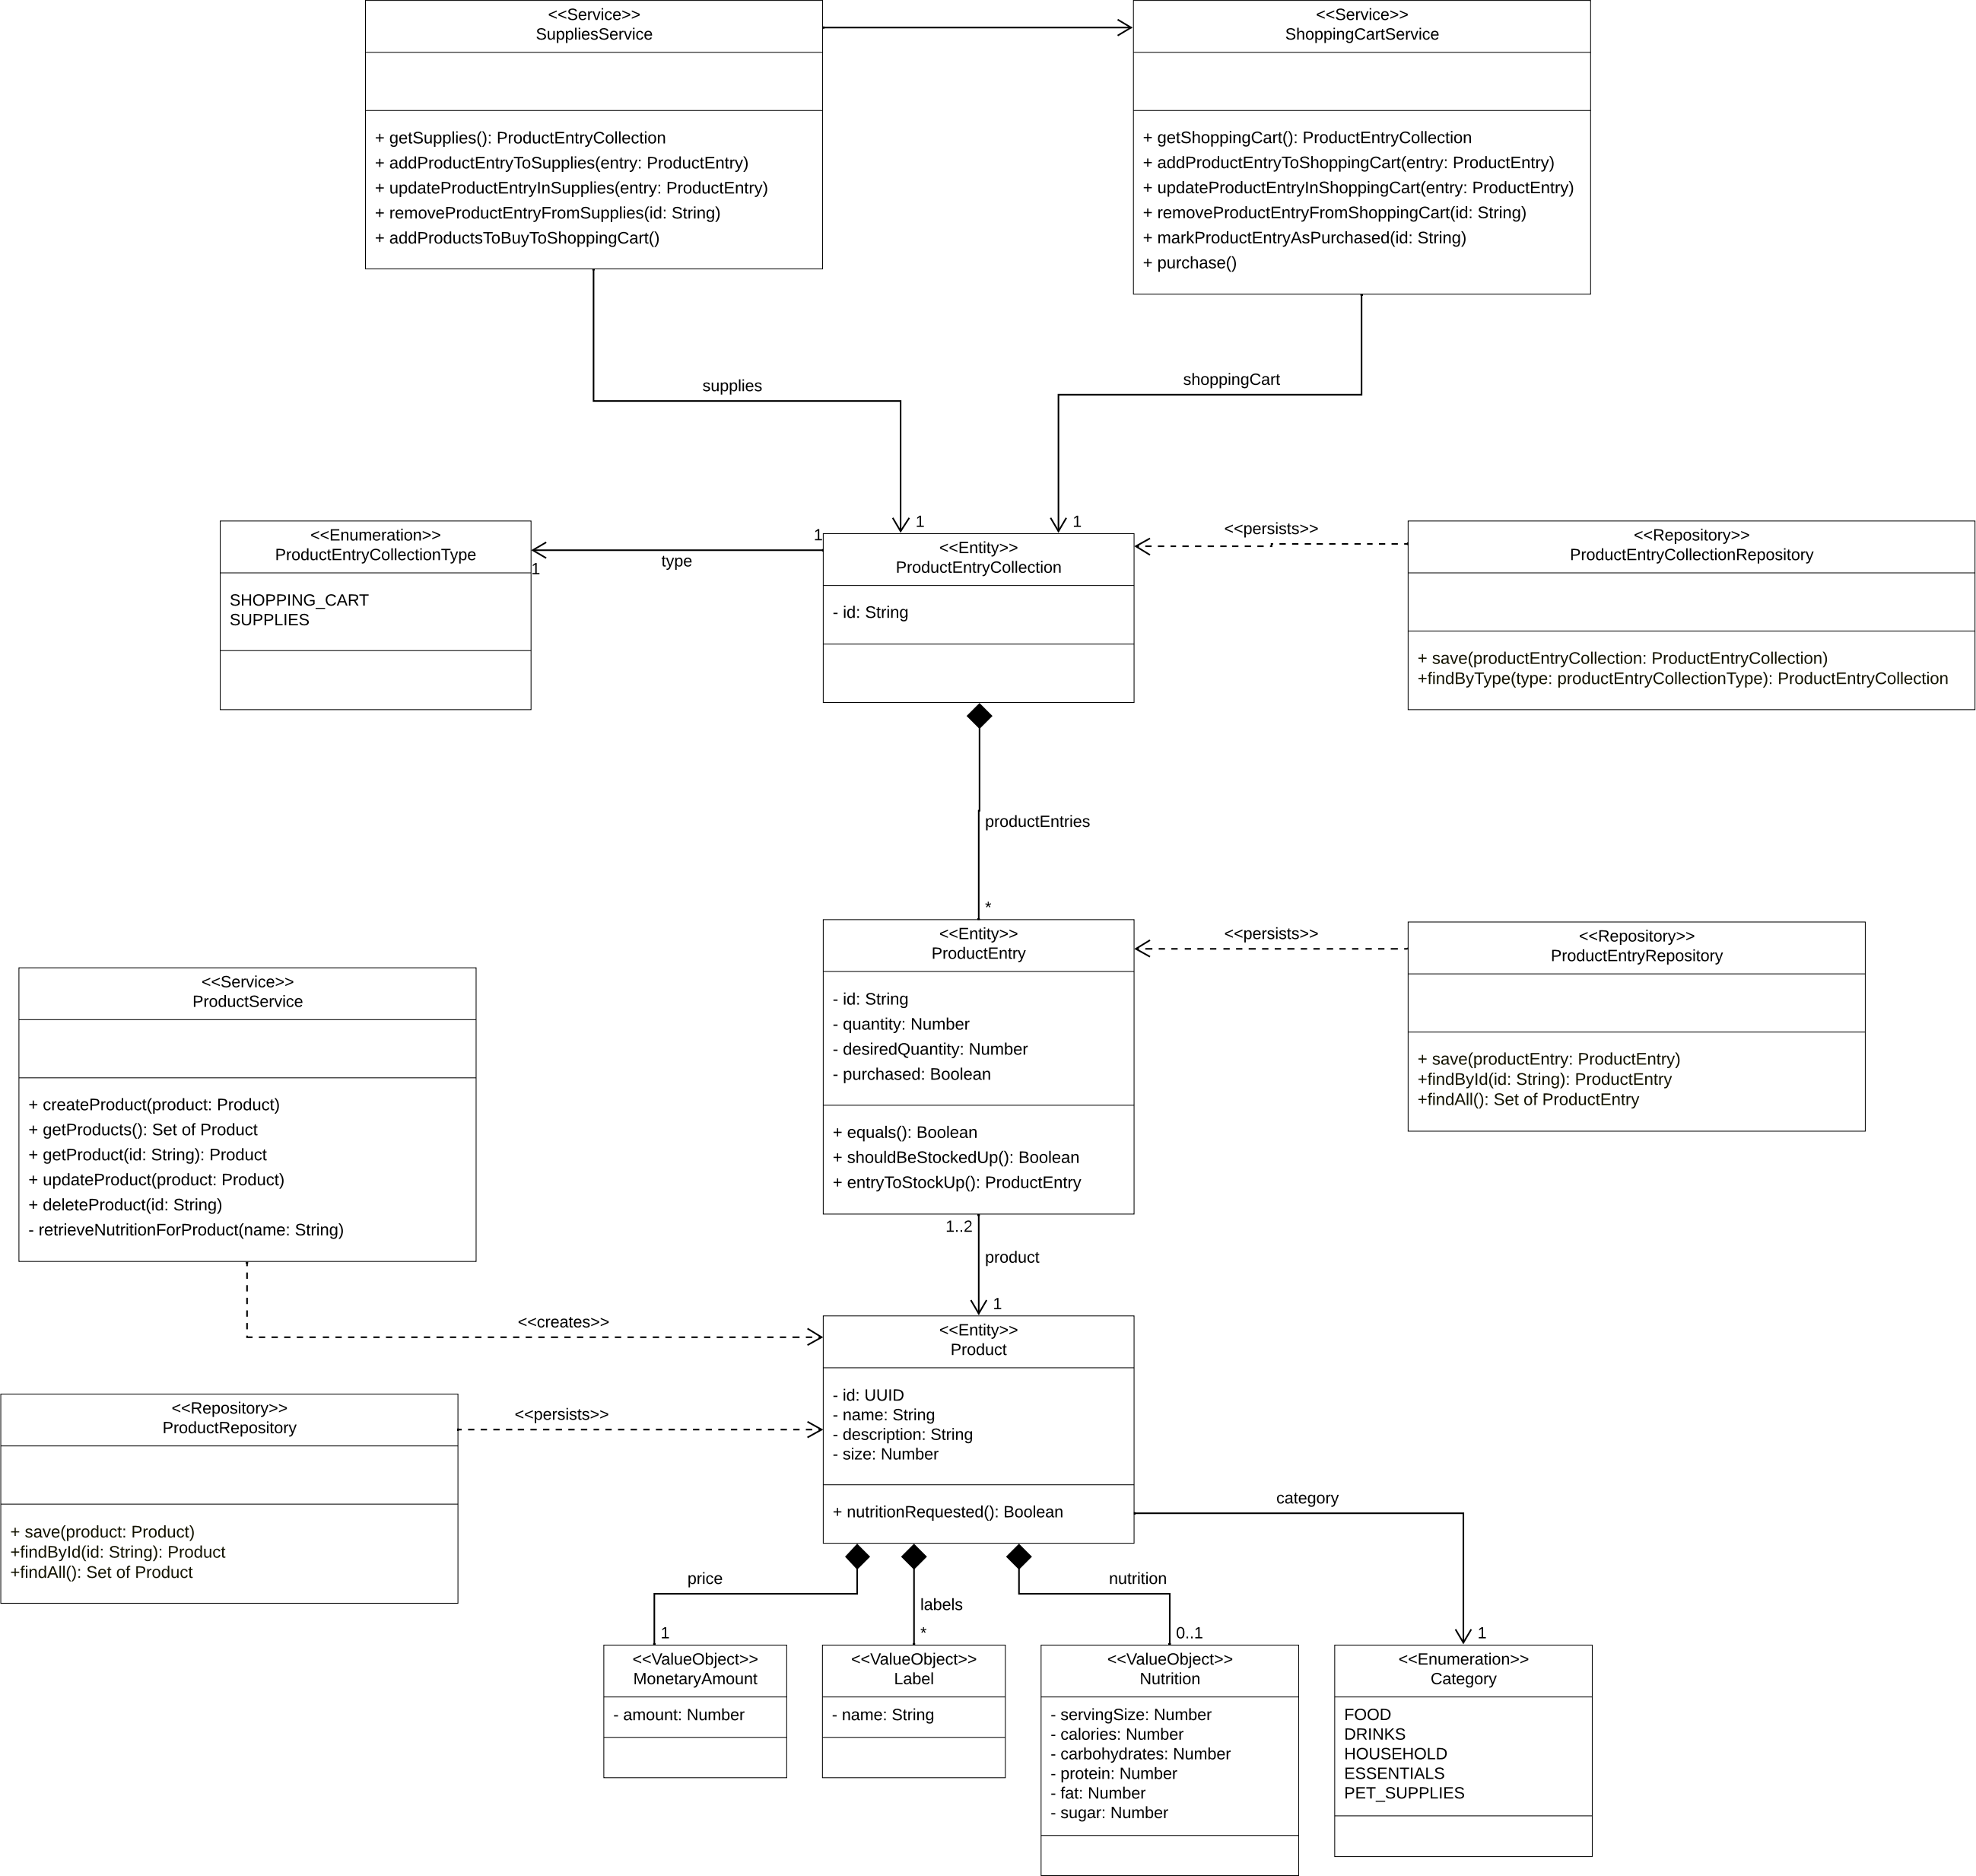 <<Service>>
SuppliesService
+ getSupplies(): ProductEntryCollection
+ addProductEntryToSupplies(entry: ProductEntry)
+ updateProductEntryInSupplies(entry: ProductEntry)
+ removeProductEntryFromSupplies(id: String)
+ addProductsToBuyToShoppingCart()
<<Service>>
ShoppingCartService
+ getShoppingCart(): ProductEntryCollection
+ addProductEntryToShoppingCart(entry: ProductEntry)
+ updateProductEntryInShoppingCart(entry: ProductEntry)
+ removeProductEntryFromShoppingCart(id: String)
+ markProductEntryAsPurchased(id: String)
+ purchase()
supplies
1
shoppingCart
1
<<Enumeration>>
ProductEntryCollectionType
SHOPPING_CART
SUPPLIES
1
type
1
<<Entity>>
ProductEntryCollection
- id: String
<<persists>>
<<Repository>>
ProductEntryCollectionRepository
+ save(productEntryCollection: ProductEntryCollection)
+findByType(type: productEntryCollectionType): ProductEntryCollection
productEntries
*
<<Entity>>
ProductEntry
- id: String
- quantity: Number
- desiredQuantity: Number
- purchased: Boolean
+ equals(): Boolean
+ shouldBeStockedUp(): Boolean
+ entryToStockUp(): ProductEntry
<<persists>>
<<Repository>>
ProductEntryRepository
+ save(productEntry: ProductEntry)
+findById(id: String): ProductEntry
+findAll(): Set of ProductEntry
<<Service>>
ProductService
+ createProduct(product: Product)
+ getProducts(): Set of Product
+ getProduct(id: String): Product
+ updateProduct(product: Product)
+ deleteProduct(id: String)
- retrieveNutritionForProduct(name: String)
1..2
product
1
<<creates>>
<<Entity>>
Product
- id: UUID
- name: String
- description: String
- size: Number
+ nutritionRequested(): Boolean
<<Repository>>
ProductRepository
+ save(product: Product)
+findById(id: String): Product
+findAll(): Set of Product
<<persists>>
category
1
price
1
labels
*
nutrition
0..1
<<ValueObject>>
MonetaryAmount
- amount: Number
<<ValueObject>>
Label
- name: String
<<ValueObject>>
Nutrition
- servingSize: Number
- calories: Number
- carbohydrates: Number
- protein: Number
- fat: Number
- sugar: Number
<<Enumeration>>
Category
FOOD
DRINKS
HOUSEHOLD
ESSENTIALS
PET_SUPPLIES